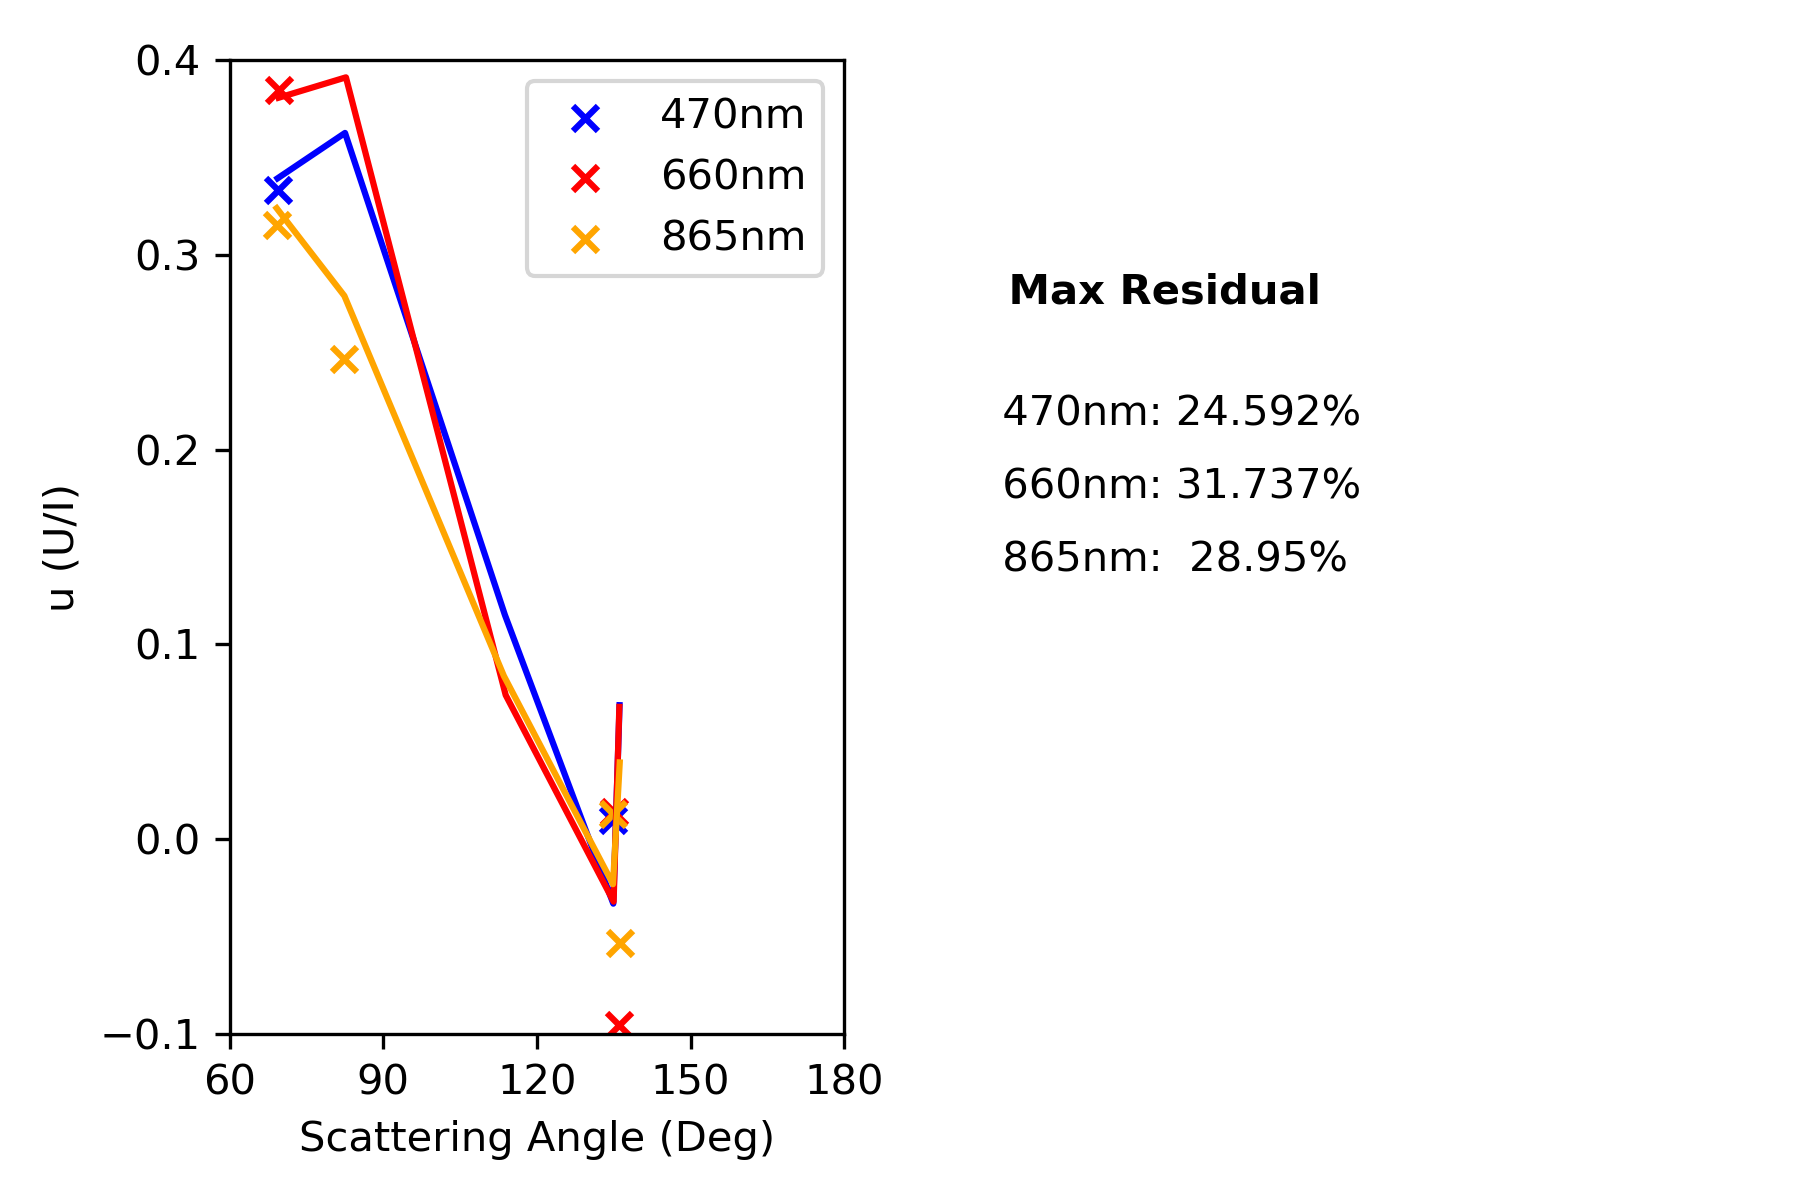 0.4
0.3
0.2
0.1
0.0
−0.1
u (U/I)
60 90 120 150 180
Scattering Angle (Deg)
470nm
660nm
865nm
Max Residual
470nm: 24.592%
660nm: 31.737%
865nm: 28.95%